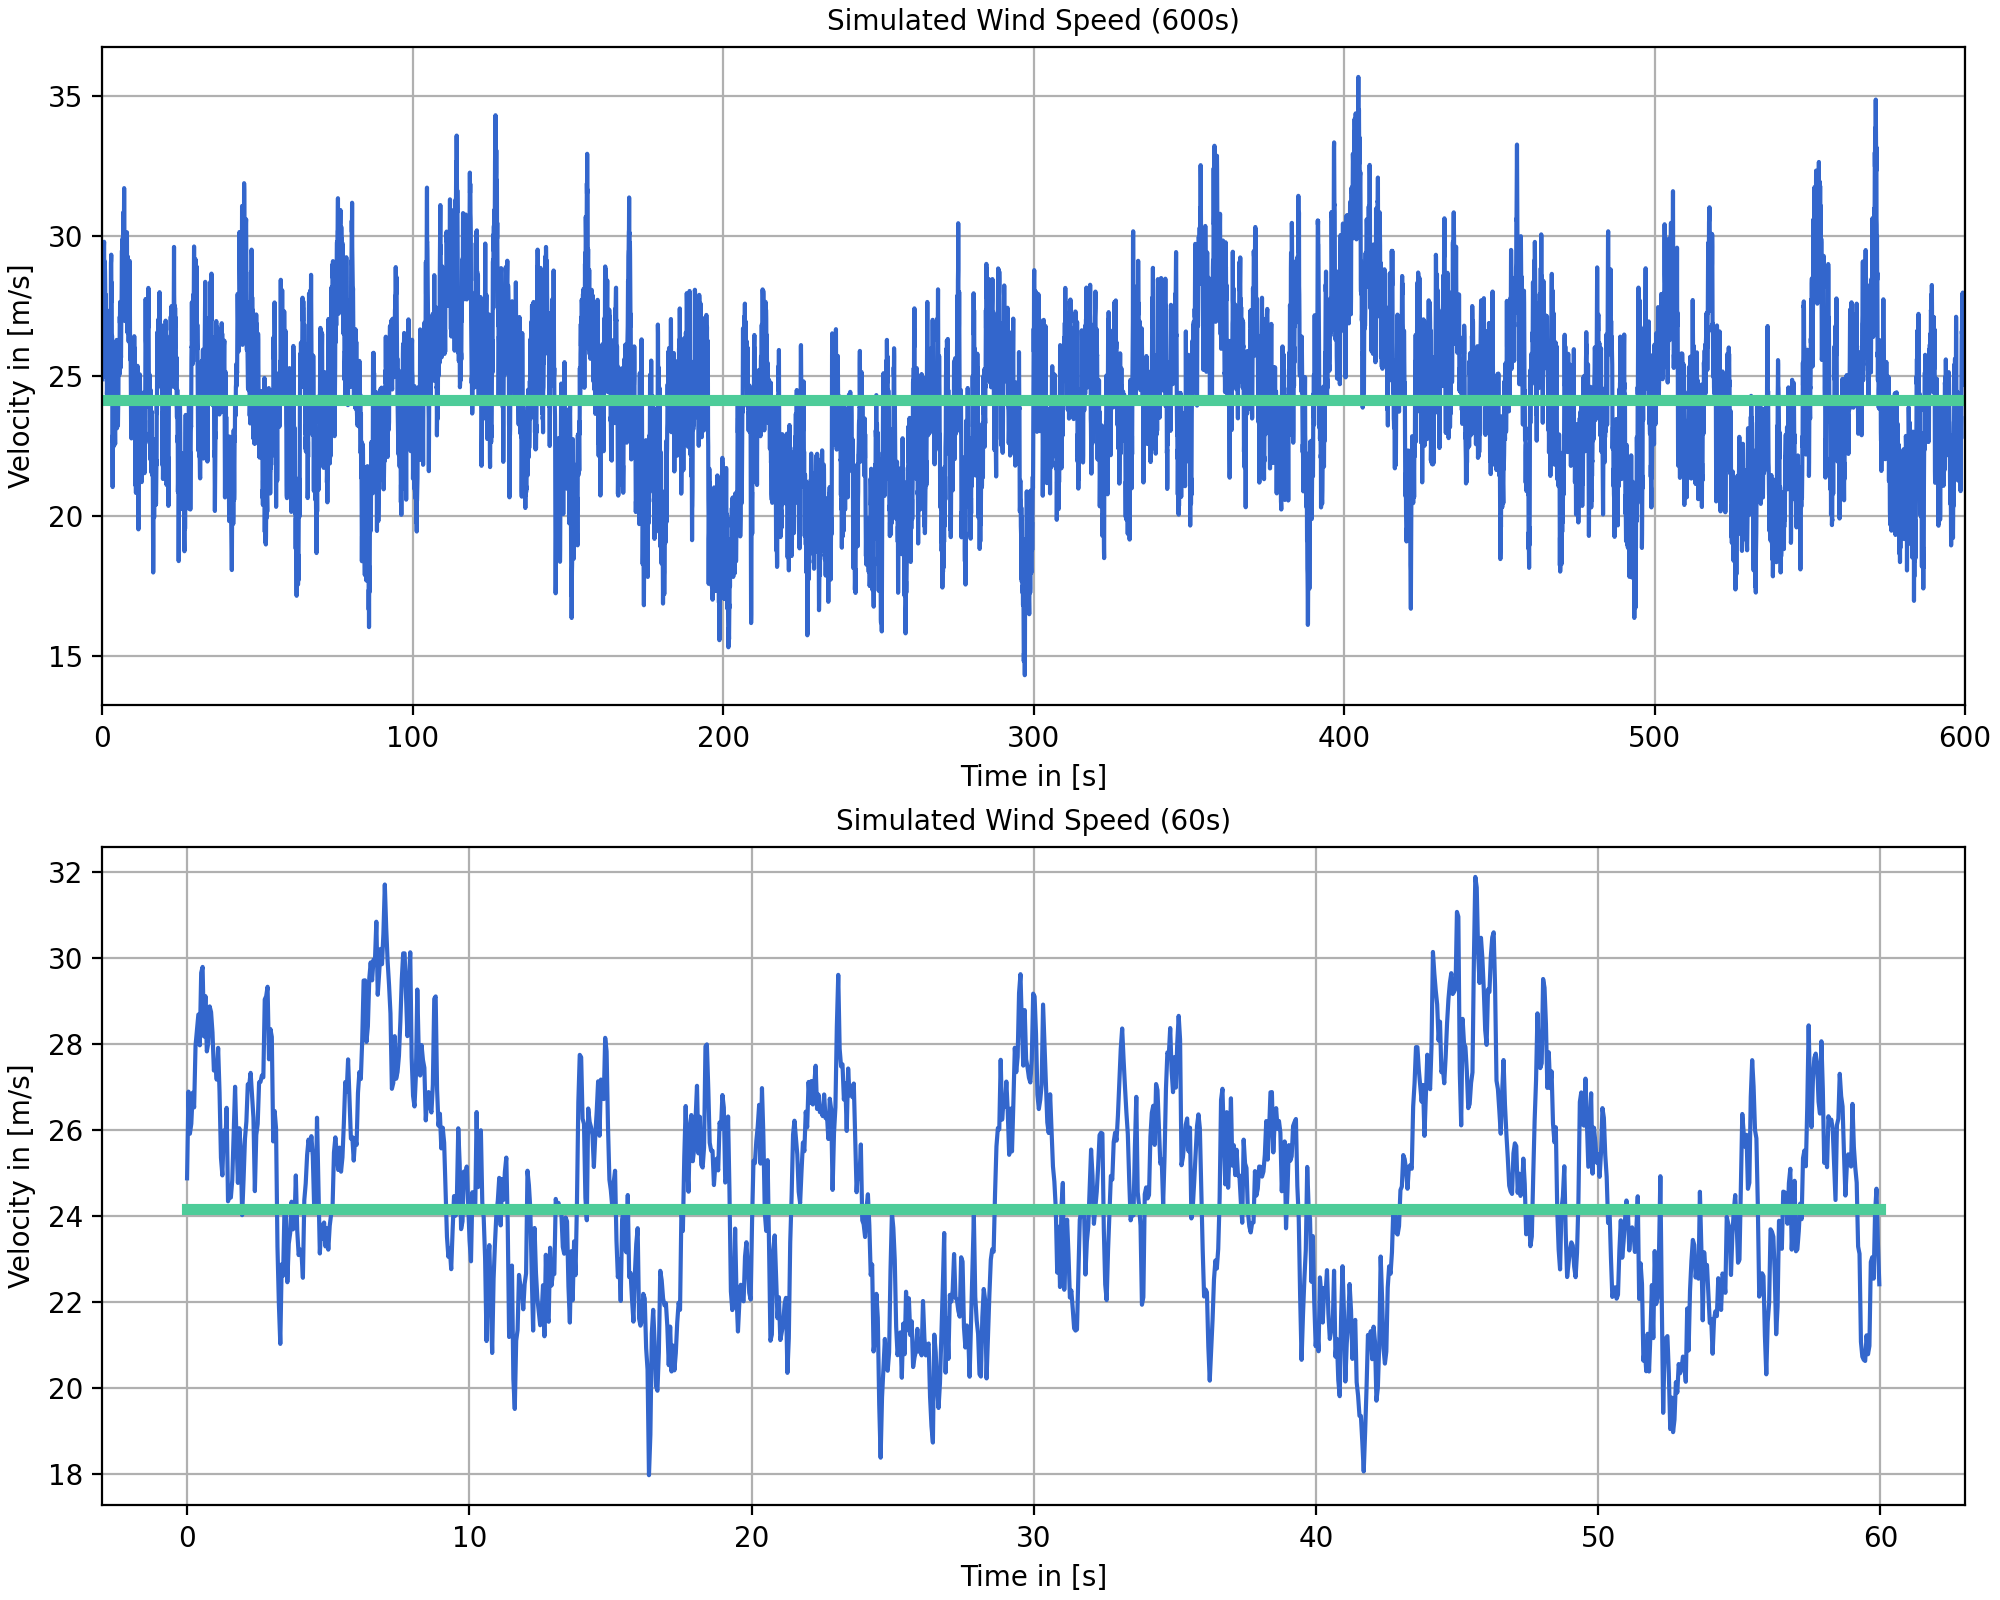 Simulated Wind Speed (600s)
Velocity in [m/s]
35
30
25
20
15
0 100 200 300 400 500 600
Time in [s]
Simulated Wind Speed (60s)
Velocity in [m/s]
32
30
28
26
24
22
20
18
0 10 20 30 40 50 60
Time in [s]